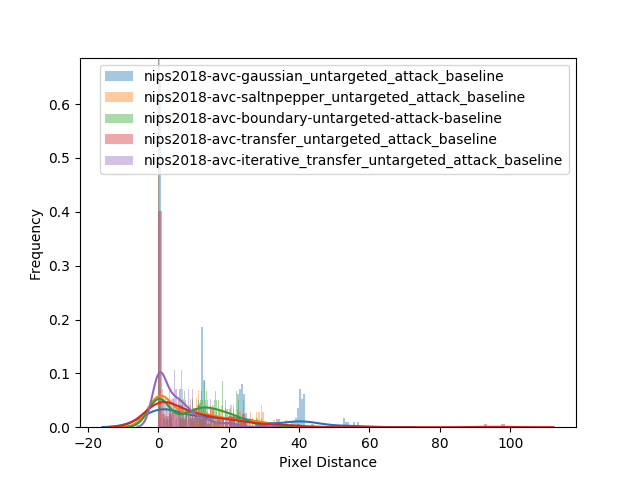 nips2018-avc-gaussian_untargeted_attack_baseline
nips2018-avc-saltnpepper_untargeted_attack_baseline
nips2018-avc-boundary-untargeted-attack-baseline
nips2018-avc-transfer_untargeted_attack_baseline
nips2018-avc-iterative_transfer_untargeted_attack_baseline
0.6
0.5
0.4
0.3
0.2
0.1
0.0
Frequency
−20 0 20 40 60 80 100
Pixel Distance